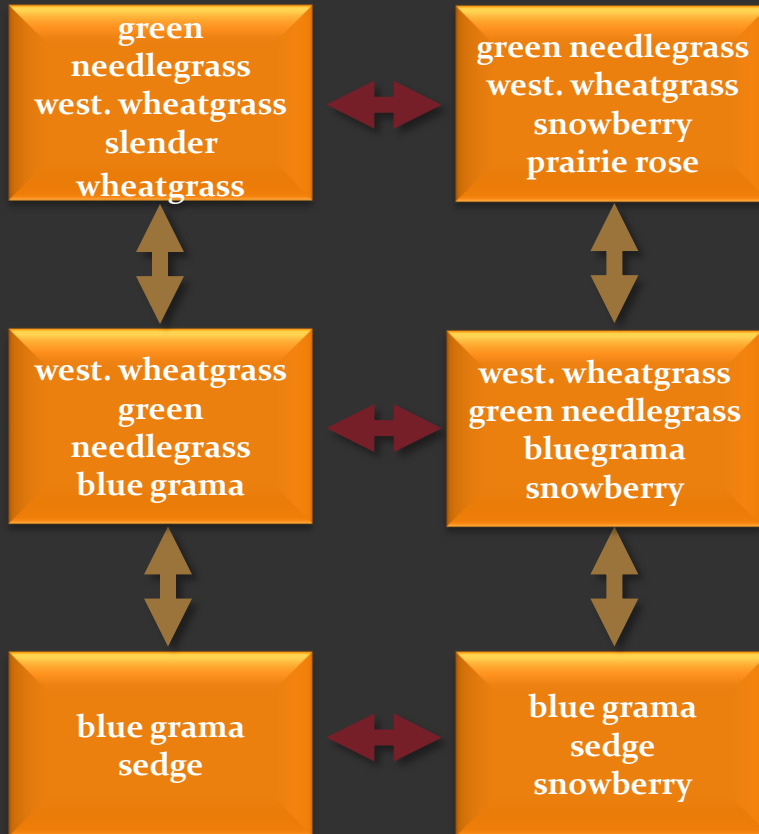 green
needlegrass
west. wheatgrass
slender
wheatgrass
green needlegrass
west. wheatgrass
snowberry
prairie rose
west. wheatgrass
green
needlegrass
blue grama
west. wheatgrass
green needlegrass
bluegrama
snowberry
blue grama
sedge
blue grama
sedge
snowberry